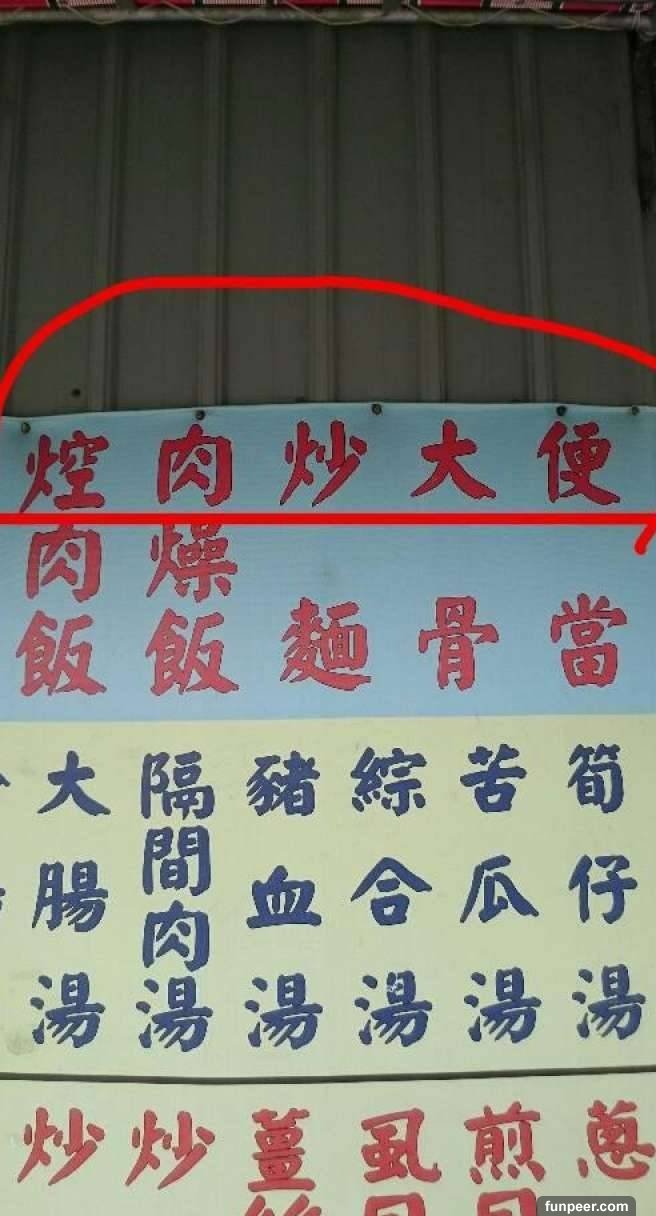 便當
大骨
炒麵
肉燥飯
焢肉飯
筍仔湯
苦瓜湯
綜合湯
豬血湯
隔間肉湯
大腸湯
蔥
煎
虱
薑
炒
炒
funpeer.com